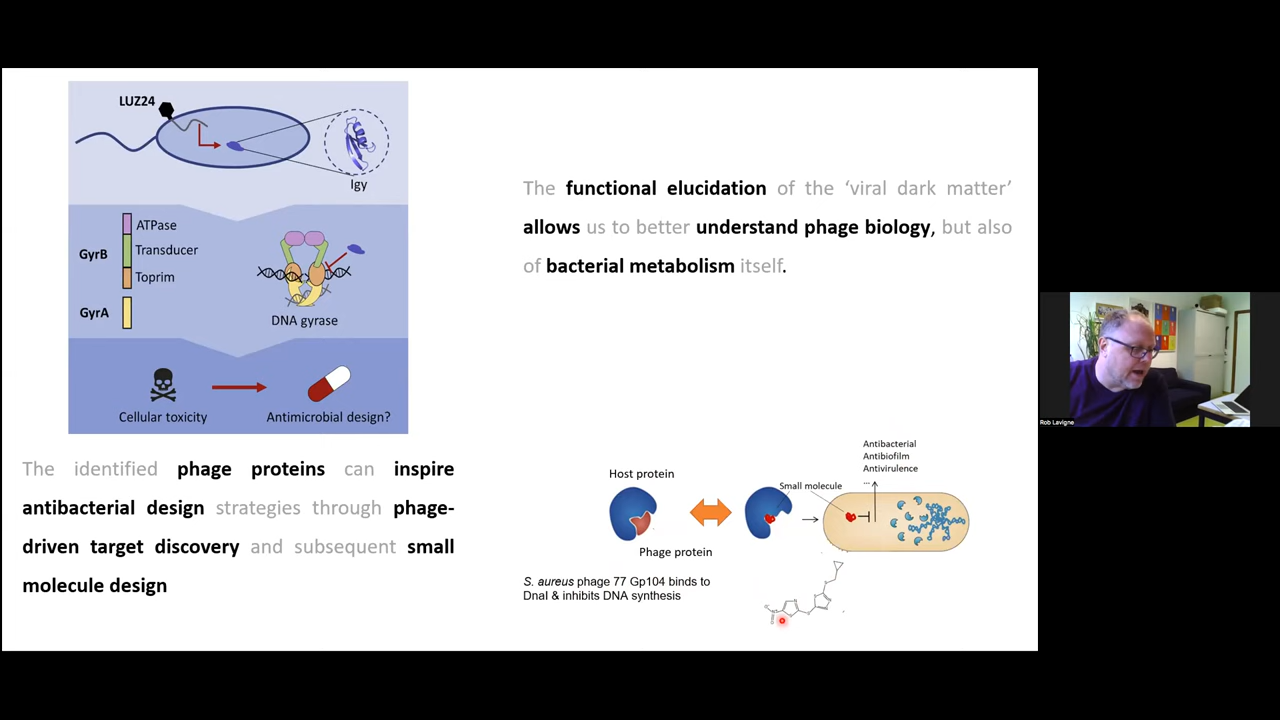 LUZ24
Igy
ATPase
GyrB
Transducer
Toprim
GyrA
DNA gyrase
Cellular toxicity
Antimicrobial design?
The identified phage proteins can inspire
antibacterial design strategies through phage-
driven target discovery and subsequent small
molecule design
The functional elucidation of the ‘viral dark matter’
allows us to better understand phage biology, but also
of bacterial metabolism itself.
Antibacterial
Antibiofilm
Antivirulence
...
Host protein
Small molecule
Phage protein
S. aureus phage 77 Gp104 binds to
DnaI & inhibits DNA synthesis
Rob Lavigne